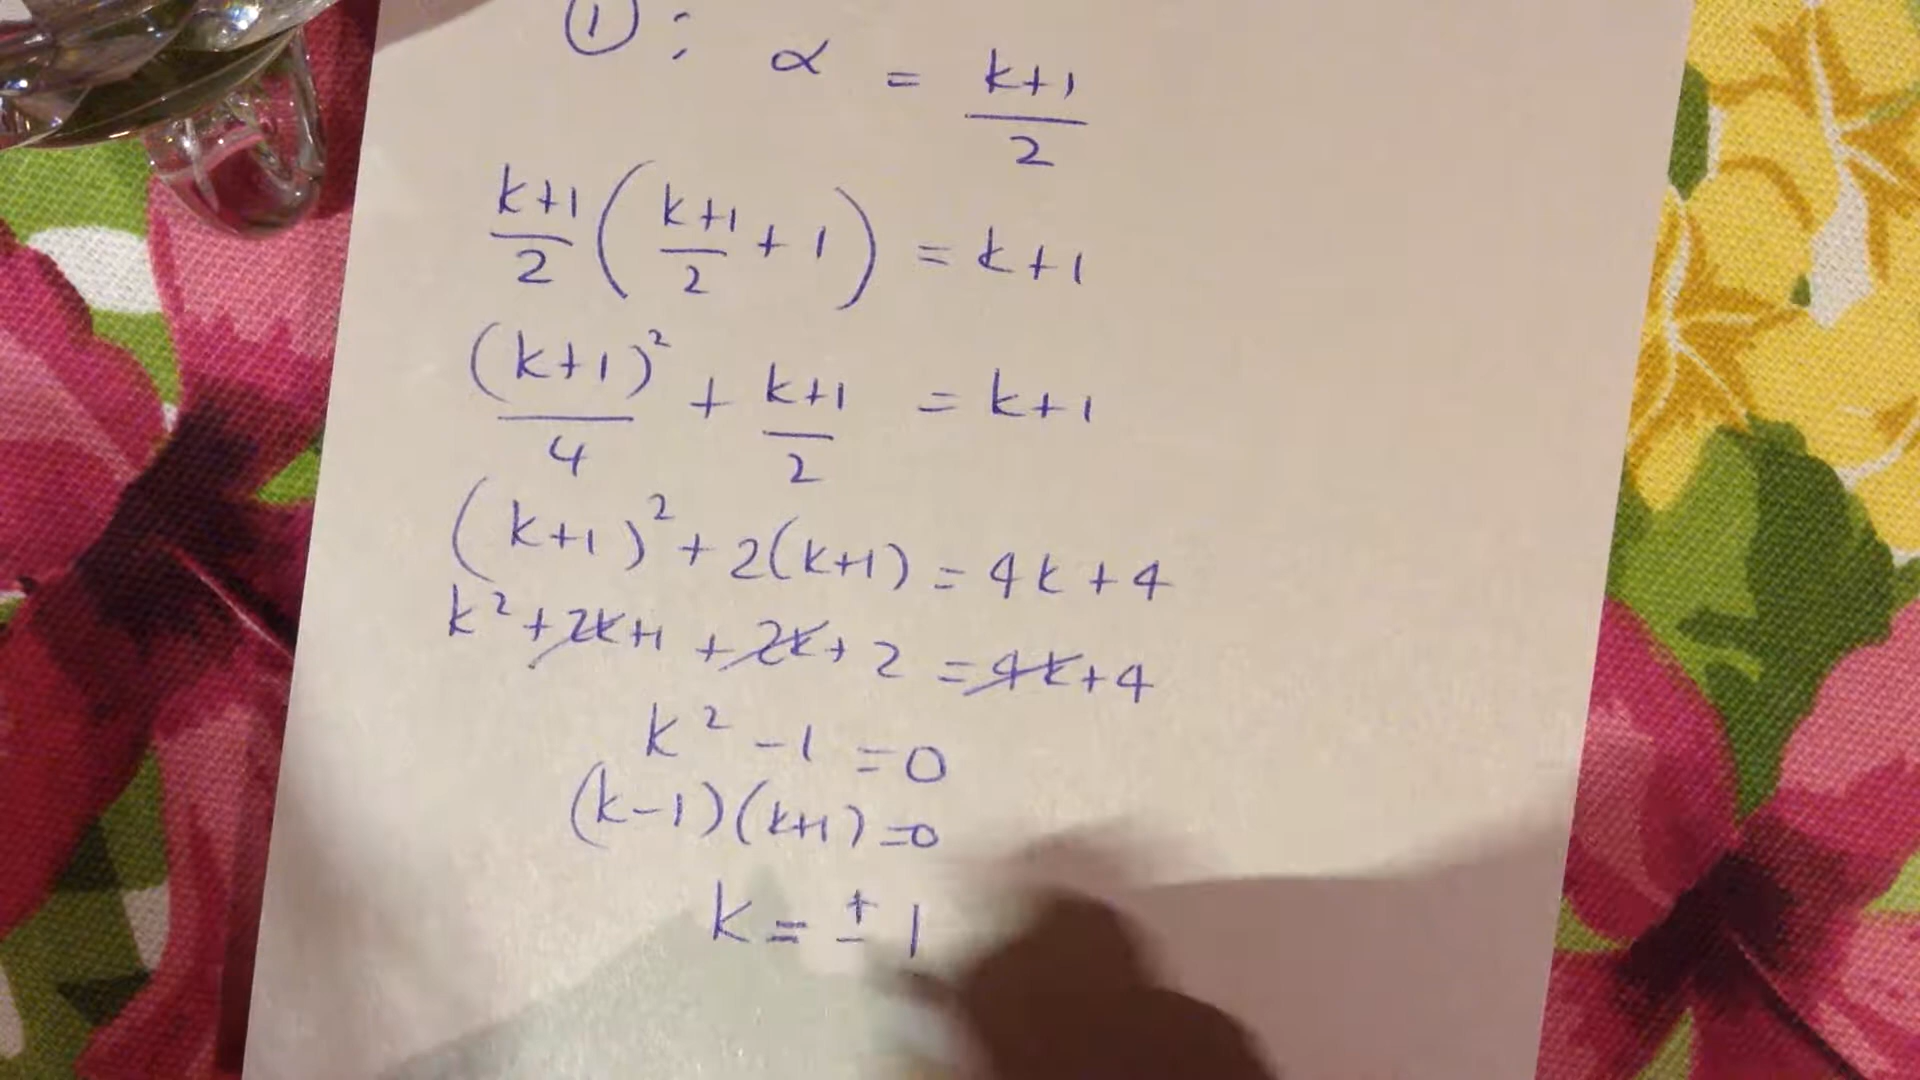 ① : α = k+1/2
k+1/2 (k+1/2 + 1) = k+1
(k+1)²/4 + k+1/2 = k+1
(k+1)² + 2(k+1) = 4k+4
k² + 2k+1 + 2k+2 = 4k+4
k² - 1 = 0
(k-1)(k+1) = 0
k = ± 1